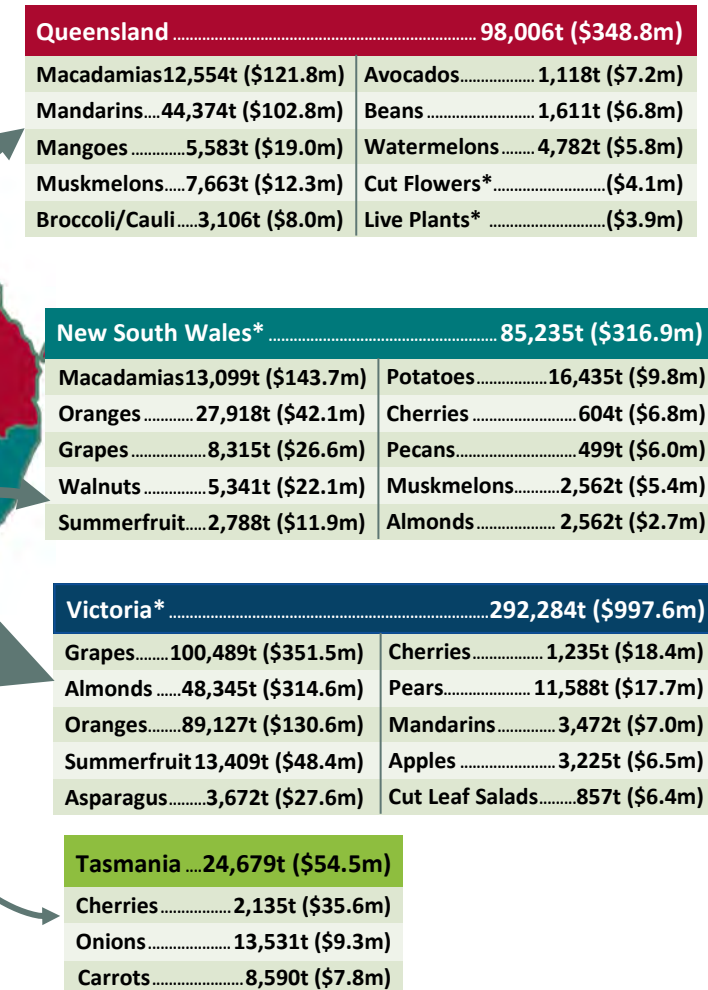 Queensland ........ 98,006t ($348.8m)
Macadamias12,554t ($121.8m) Avocados........ 1,118t ($7.2m)
Mandarins....44,374t ($102.8m) Beans ........ 1,611t ($6.8m)
Mangoes ........5,583t ($19.0m) Watermelons........ 4,782t ($5.8m)
Muskmelons.....7,663t ($12.3m) Cut Flowers*........($4.1m)
Broccoli/Cauli.....3,106t ($8.0m) Live Plants* ........($3.9m)
New South Wales* ........ 85,235t ($316.9m)
Macadamias13,099t ($143.7m) Potatoes........16,435t ($9.8m)
Oranges ........27,918t ($42.1m) Cherries ........604t ($6.8m)
Grapes ........8,315t ($26.6m) Pecans........499t ($6.0m)
Walnuts ........5,341t ($22.1m) Muskmelons........2,562t ($5.4m)
Summerfruit.....2,788t ($11.9m) Almonds ........ 2,562t ($2.7m)
Victoria* ........292,284t ($997.6m)
Grapes........100,489t ($351.5m) Cherries........ 1,235t ($18.4m)
Almonds ......48,345t ($314.6m) Pears........ 11,588t ($17.7m)
Oranges........89,127t ($130.6m) Mandarins ........ 3,472t ($7.0m)
Summerfruit 13,409t ($48.4m) Apples ........3,225t ($6.5m)
Asparagus.........3,672t ($27.6m) Cut Leaf Salads.........857t ($6.4m)
Tasmania ....24,679t ($54.5m)
Cherries........ 2,135t ($35.6m)
Onions........ 13,531t ($9.3m)
Carrots........8,590t ($7.8m)